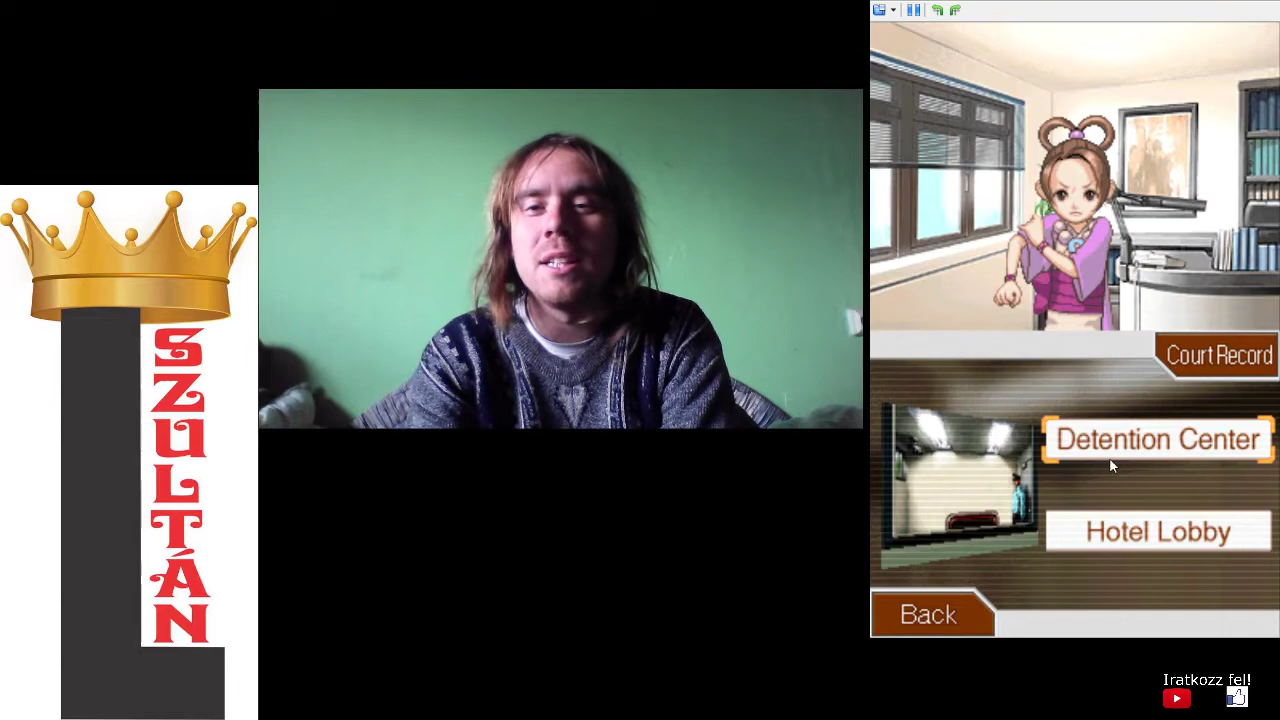 L
SZULTÁN
Court Record
Detention Center
Hotel Lobby
Back
Iratkozz fel!